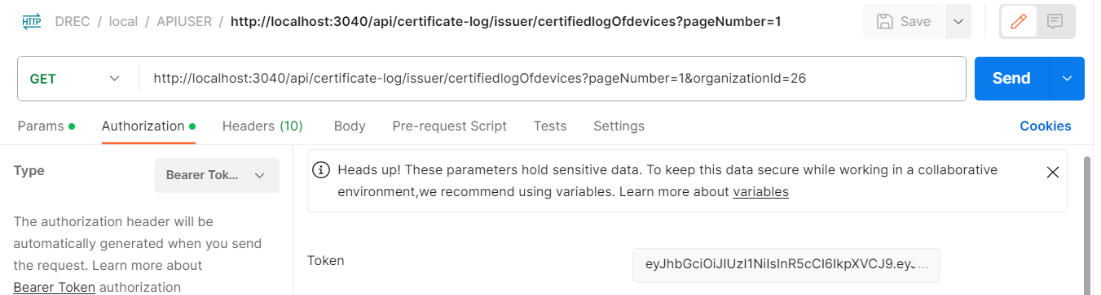 HTTP DREC / local / APIUSER / http://localhost:3040/api/certificate-log/issuer/certifiedlogOfdevices?pageNumber=1 Save
GET http://localhost:3040/api/certificate-log/issuer/certifiedlogOfdevices?pageNumber=1&organizationId=26 Send
Params Authorization Headers (10) Body Pre-request Script Tests Settings Cookies
Type Bearer Tok...
The authorization header will be
automatically generated when you send
the request. Learn more about
Bearer Token authorization
Heads up! These parameters hold sensitive data. To keep this data secure while working in a collaborative
environment,we recommend using variables. Learn more about variables
Token eyJhbGciOiJIUzI1NiIsInR5cCI6IkpXVCJ9.eyJ...